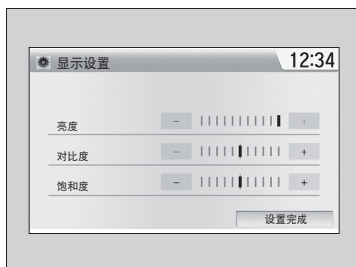 显示设置 12:34
亮度 - +
对比度 - +
饱和度 - +
设置完成